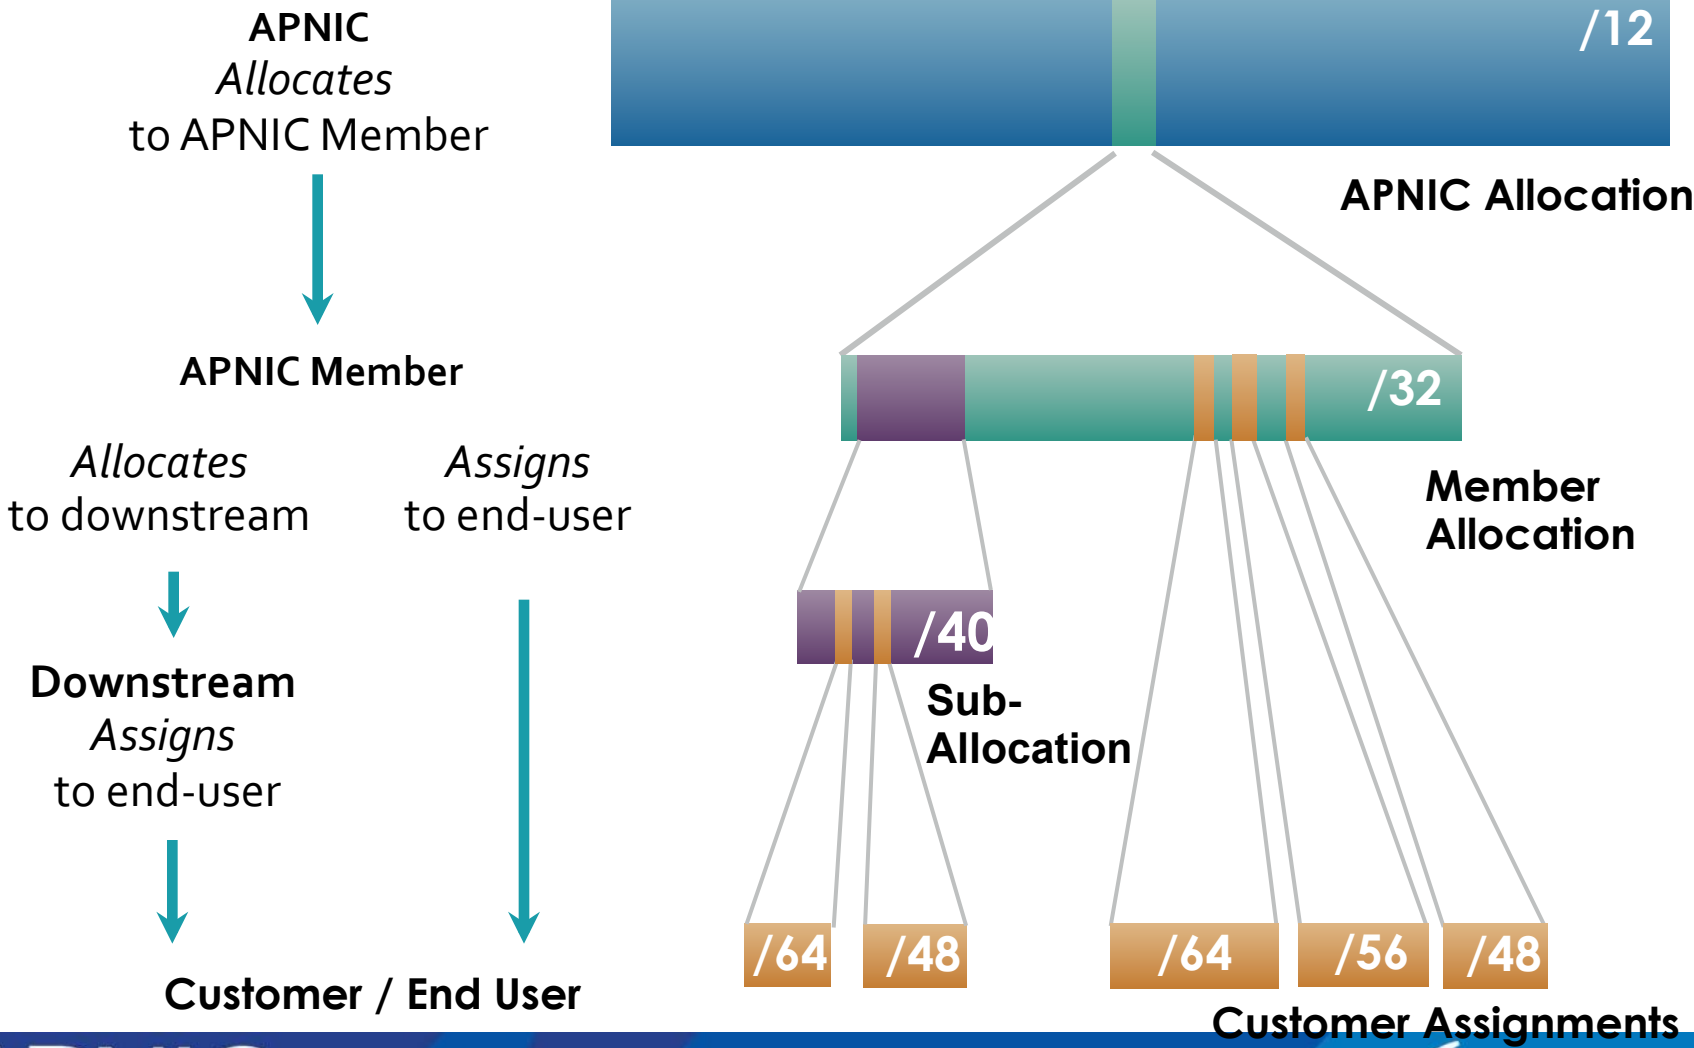 APNIC
Allocates
to APNIC Member
/12
APNIC Allocation
APNIC Member
/32
Allocates
to downstream
Assigns
to end-user
Member
Allocation
/40
Downstream
Assigns
to end-user
Sub-
Allocation
/64
/48
/64
/56
/48
Customer / End User
Customer Assignments